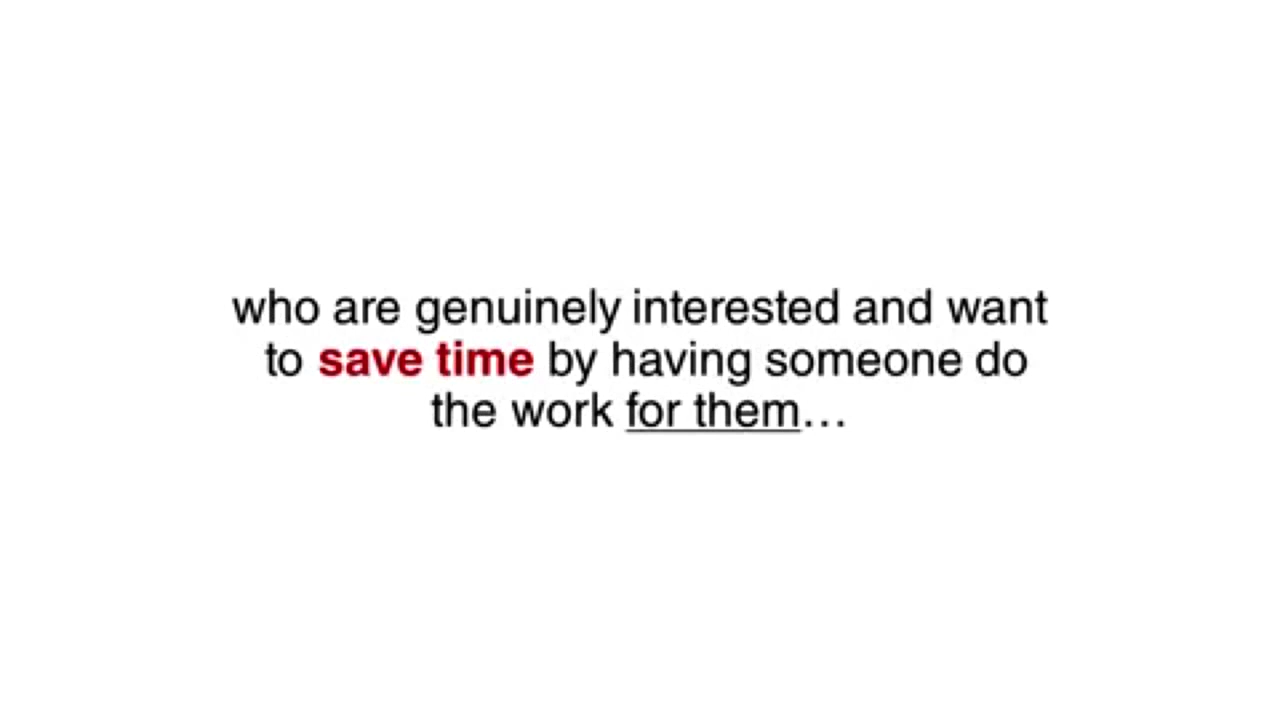 who are genuinely interested and want
to save time by having someone do
the work for them…